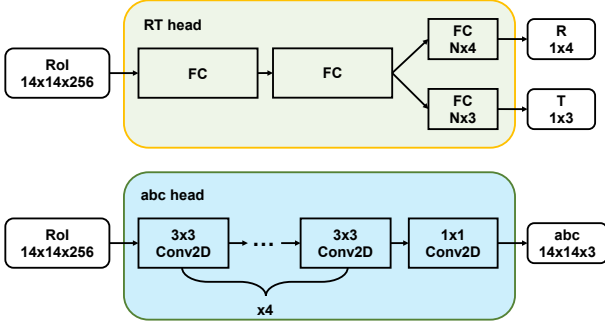 RT head
RoI
14x14x256
FC
FC
FC
Nx4
R
1x4
FC
Nx3
T
1x3
abc head
RoI
14x14x256
3x3
Conv2D
...
3x3
Conv2D
1x1
Conv2D
abc
14x14x3
x4